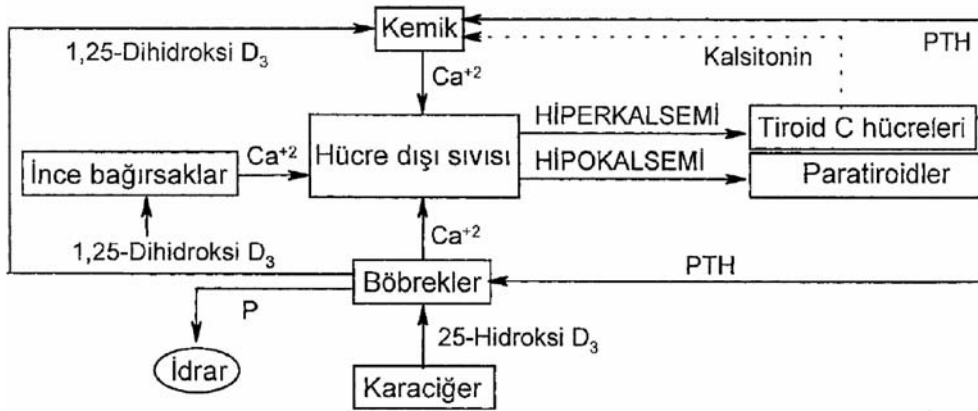 Kemik
1,25-Dihidroksi D3
PTH
Kalsitonin
Ca+2
HİPERKALSEMİ
Tiroid C hücreleri
Hücre dışı sıvısı
Ca+2
İnce bağırsaklar
HİPOKALSEMİ
Paratiroidler
1,25-Dihidroksi D3
Ca+2
PTH
Böbrekler
P
25-Hidroksi D3
İdrar
Karaciğer